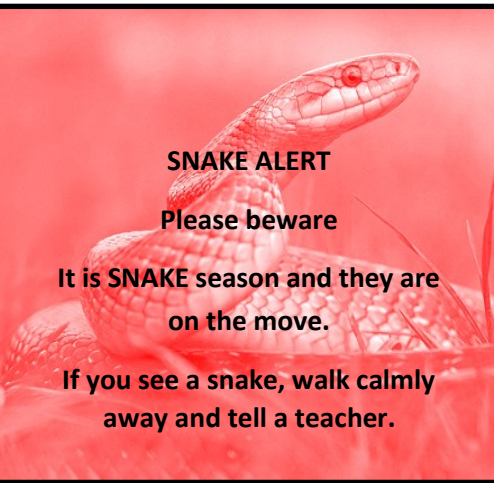 SNAKE ALERT
Please beware
It is SNAKE season and they are
on the move.
If you see a snake, walk calmly
away and tell a teacher.